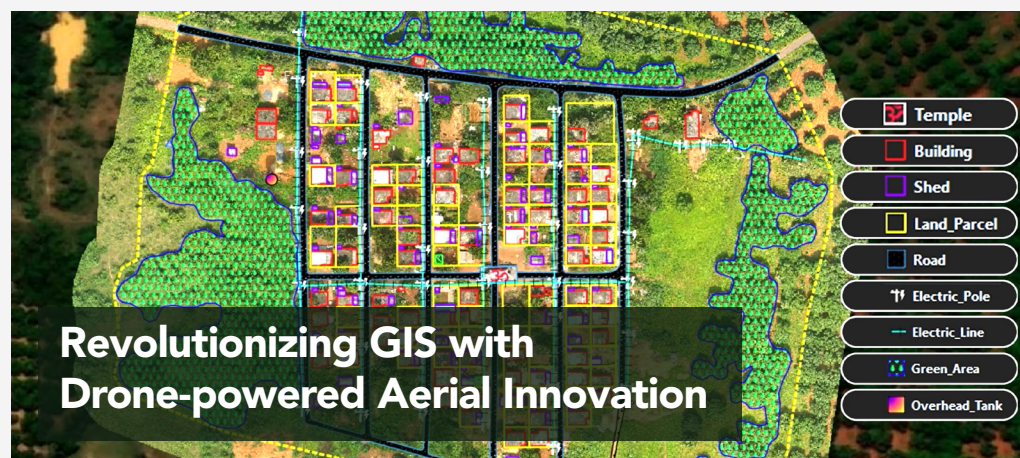 Revolutionizing GIS with
Drone-powered Aerial Innovation
Temple
Building
Shed
Land_Parcel
Road
Electric_Pole
Electric_Line
Green_Area
Overhead_Tank